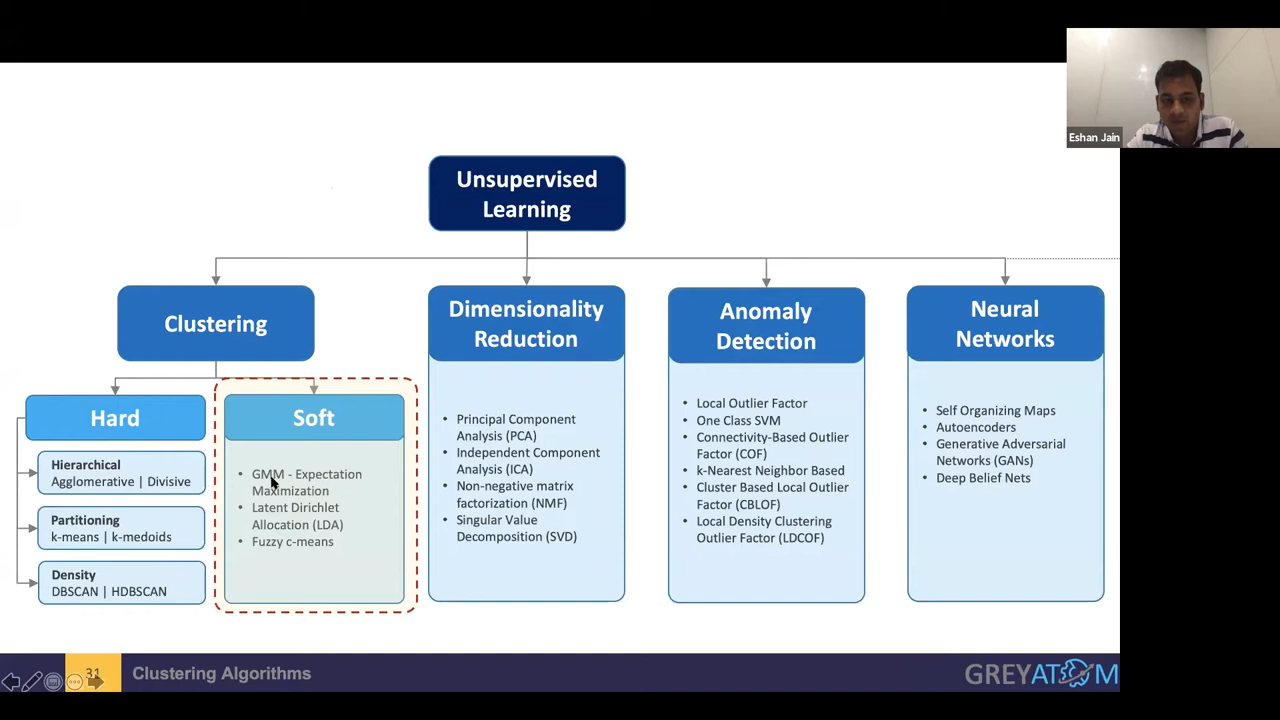 Eshan Jain
Unsupervised
Learning
Clustering
Hard
Hierarchical
Agglomerative | Divisive
Partitioning
k-means | k-medoids
Density
DBSCAN | HDBSCAN
Soft
• GMM - Expectation
Maximization
• Latent Dirichlet
Allocation (LDA)
• Fuzzy c-means
Dimensionality
Reduction
• Principal Component
Analysis (PCA)
• Independent Component
Analysis (ICA)
• Non-negative matrix
factorization (NMF)
• Singular Value
Decomposition (SVD)
Anomaly
Detection
• Local Outlier Factor
• One Class SVM
• Connectivity-Based Outlier
Factor (COF)
• k-Nearest Neighbor Based
• Cluster Based Local Outlier
Factor (CBLOF)
• Local Density Clustering
Outlier Factor (LDCOF)
Neural
Networks
• Self Organizing Maps
• Autoencoders
• Generative Adversarial
Networks (GANs)
• Deep Belief Nets
31
Clustering Algorithms
GREYATOM